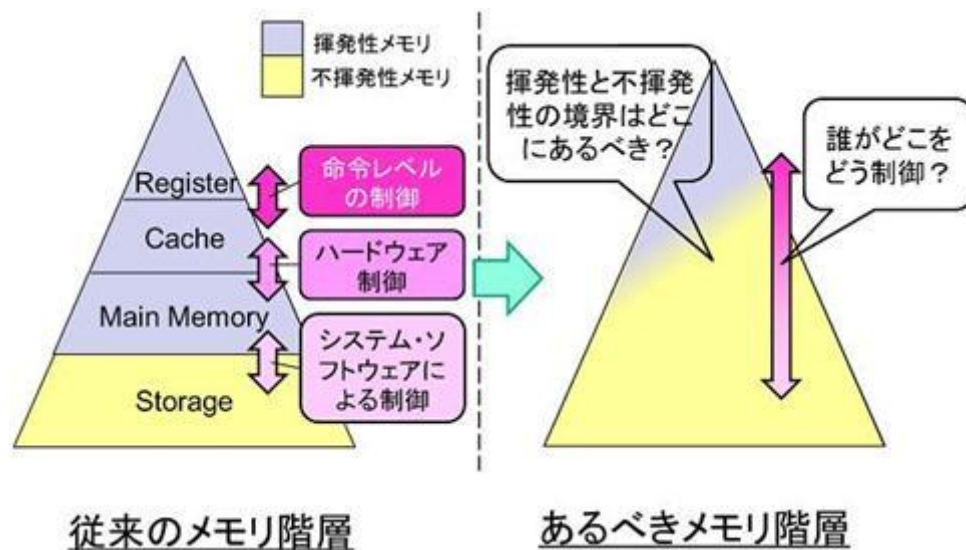 揮発性メモリ
不揮発性メモリ
Register
Cache
Main Memory
Storage
命令レベル
の制御
ハードウェア
制御
システム・ソ
フトウェアに
よる制御
従来のメモリ階層
揮発性と不揮発
性の境界はどこ
にあるべき？
誰がどこを
どう制御？
あるべきメモリ階層